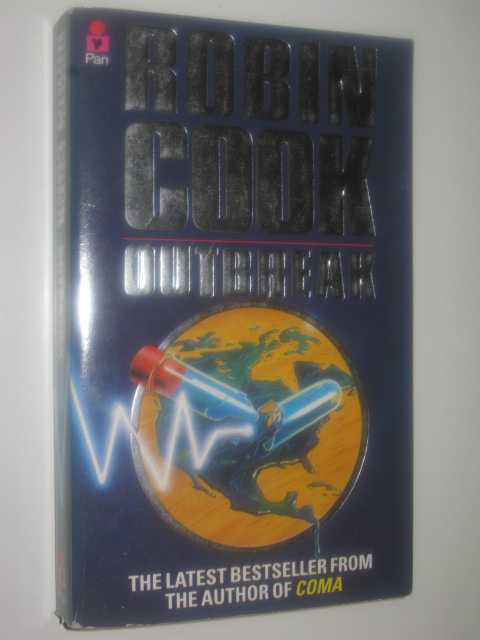 Pan
ROBIN
COOK
OUTBREAK
THE LATEST BESTSELLER FROM
THE AUTHOR OF COMA